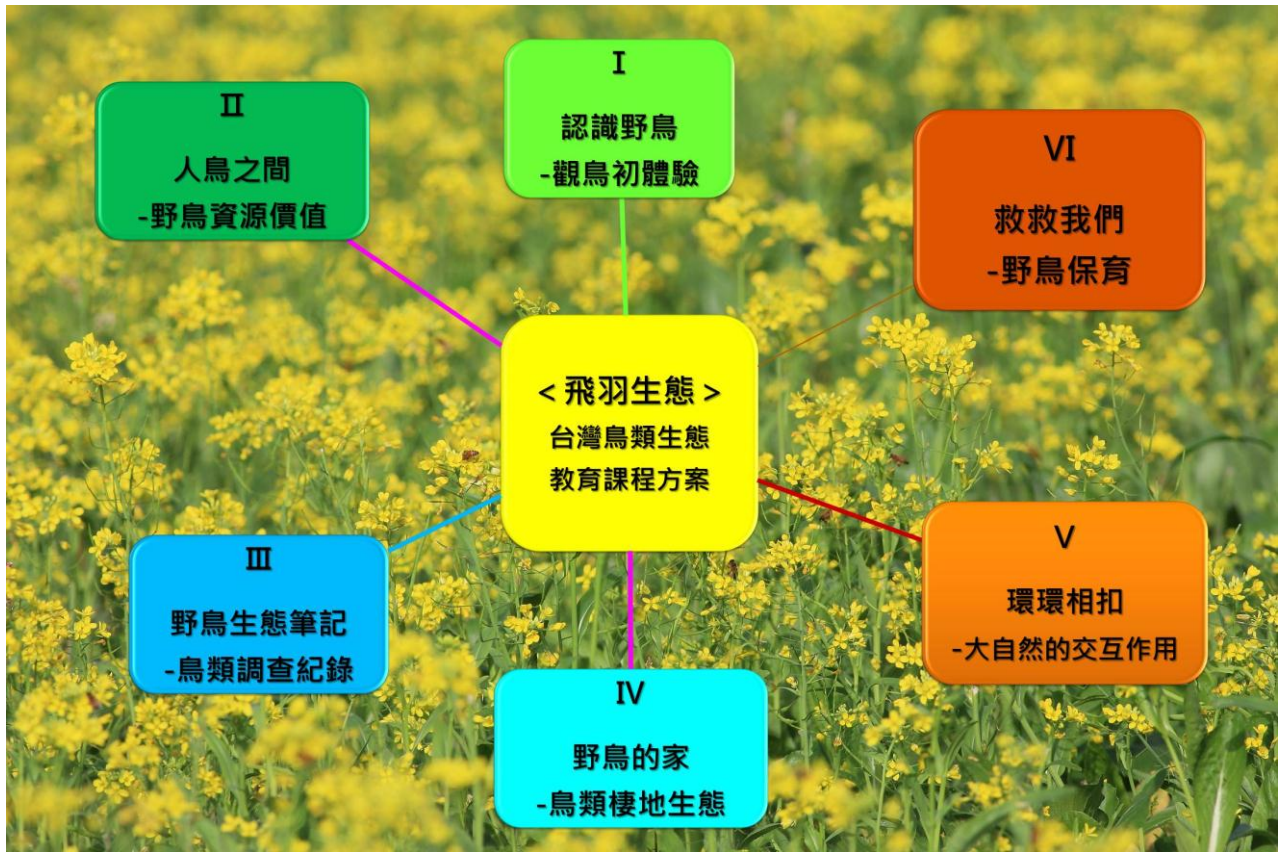 <飛羽生態>
台灣鳥類生態
教育課程方案
I
認識野鳥
-觀鳥初體驗
II
人鳥之間
-野鳥資源價值
III
野鳥生態筆記
-鳥類調查紀錄
IV
野鳥的家
-鳥類棲地生態
V
環環相扣
-大自然的交互作用
VI
救救我們
-野鳥保育